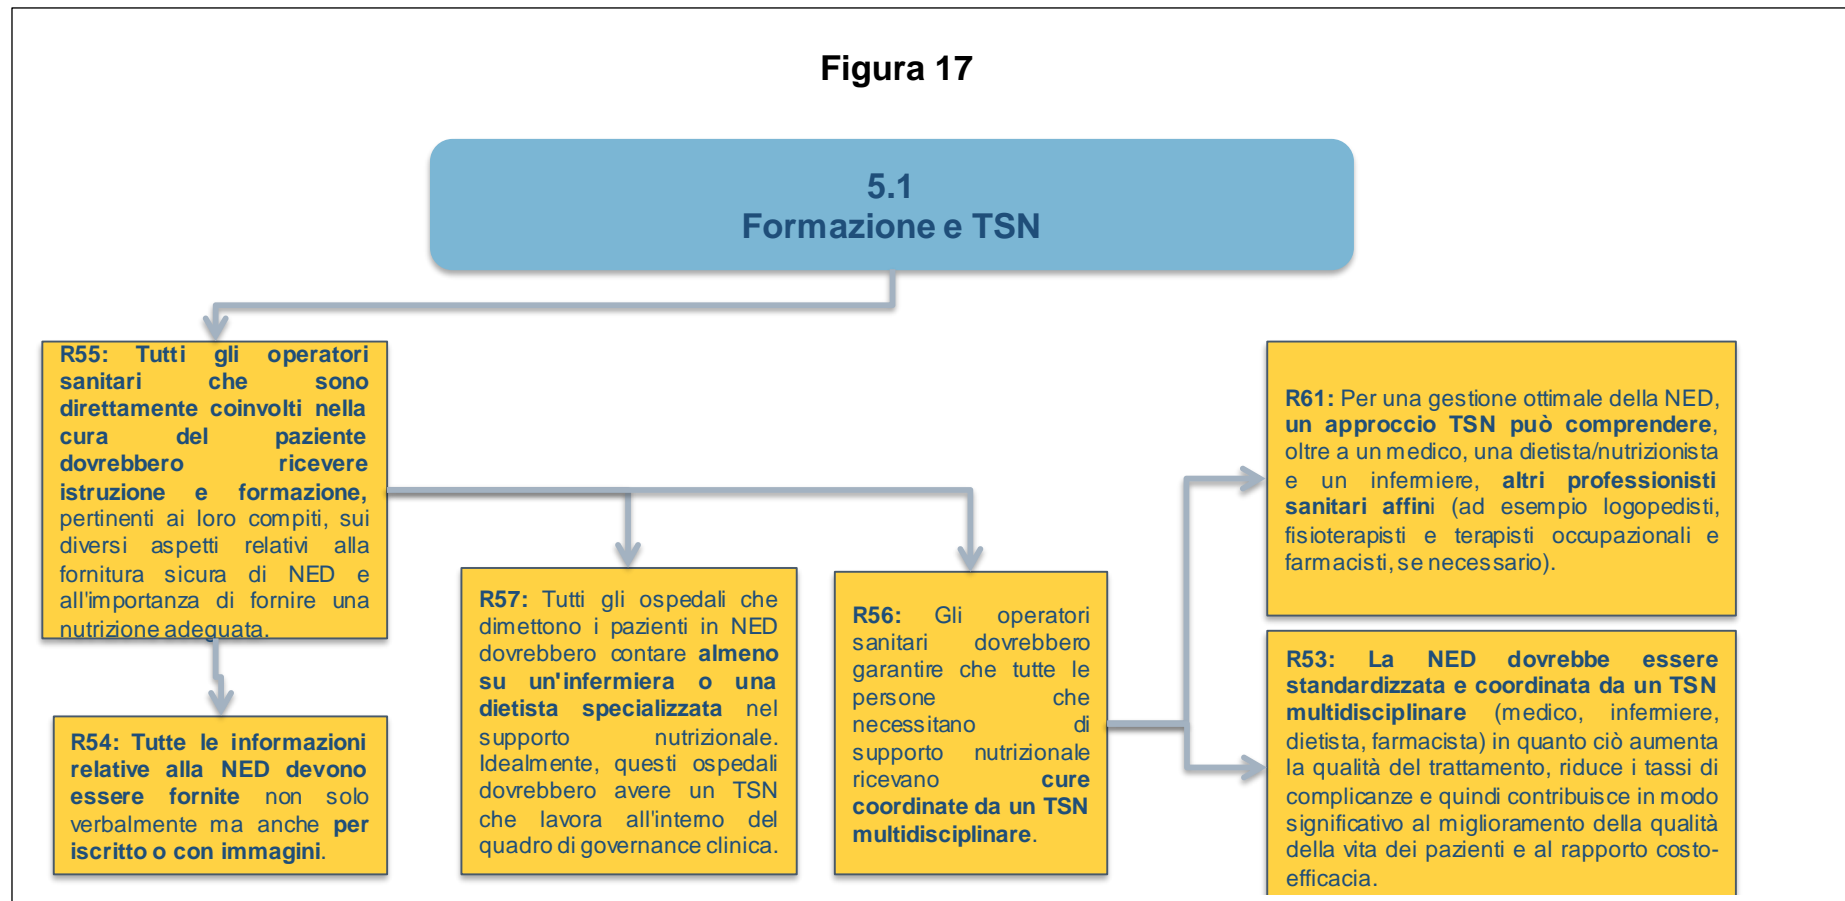 Figura 17
5.1
Formazione e TSN
R55: Tutti gli operatori
sanitari che sono
direttamente coinvolti nella
cura del paziente
dovrebbero ricevere
istruzione e formazione,
pertinenti ai loro compiti, sui
diversi aspetti relativi alla
fornitura sicura di NED e
all'importanza di fornire una
nutrizione adeguata.
R54: Tutte le informazioni
relative alla NED devono
essere fornite non solo
verbalmente ma anche per
iscritto o con immagini.
R57: Tutti gli ospedali che
dimettono i pazienti in NED
dovrebbero contare almeno
su un'infermiera o una
dietista specializzata nel
supporto nutrizionale.
Idealmente, questi ospedali
dovrebbero avere un TSN
che lavora all'interno del
quadro di governance clinica.
R56: Gli operatori
sanitari dovrebbero
garantire che tutte le
persone che
necessitano di
supporto nutrizionale
ricevano cure
coordinate da un TSN
multidisciplinare.
R61: Per una gestione ottimale della NED,
un approccio TSN può comprendere,
oltre a un medico, una dietista/nutrizionista
e un infermiere, altri professionisti
sanitari affini (ad esempio logopedisti,
fisioterapisti e terapisti occupazionali e
farmacisti, se necessario).
R53: La NED dovrebbe essere
standardizzata e coordinata da un TSN
multidisciplinare (medico, infermiere,
dietista, farmacista) in quanto ciò aumenta
la qualità del trattamento, riduce i tassi di
complicanze e quindi contribuisce in modo
significativo al miglioramento della qualità
della vita dei pazienti e al rapporto costo-
efficacia.